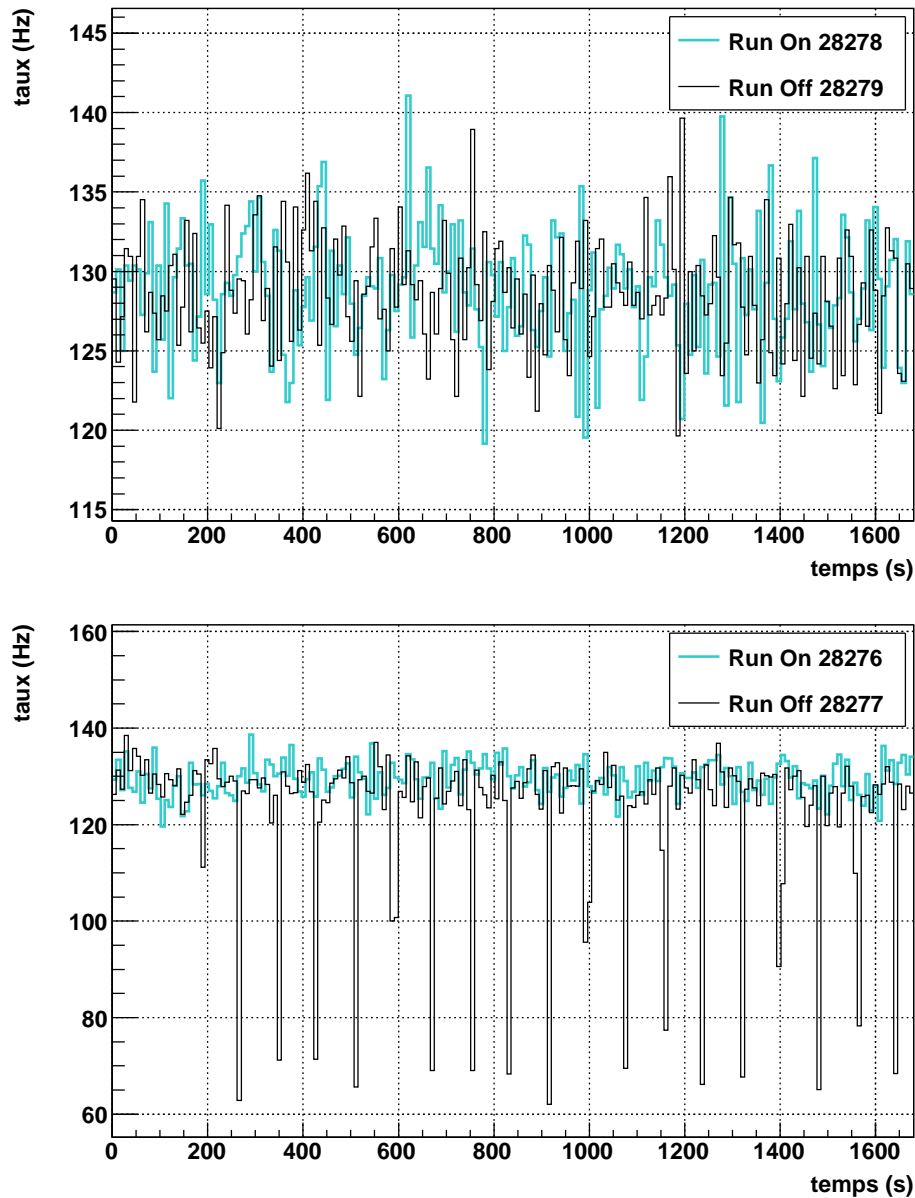 taux (Hz)
145
140
135
130
125
120
115
Run On 28278
Run Off 28279
0 200 400 600 800 1000 1200 1400 1600
temps (s)
taux (Hz)
160
140
120
100
80
60
Run On 28276
Run Off 28277
0 200 400 600 800 1000 1200 1400 1600
temps (s)